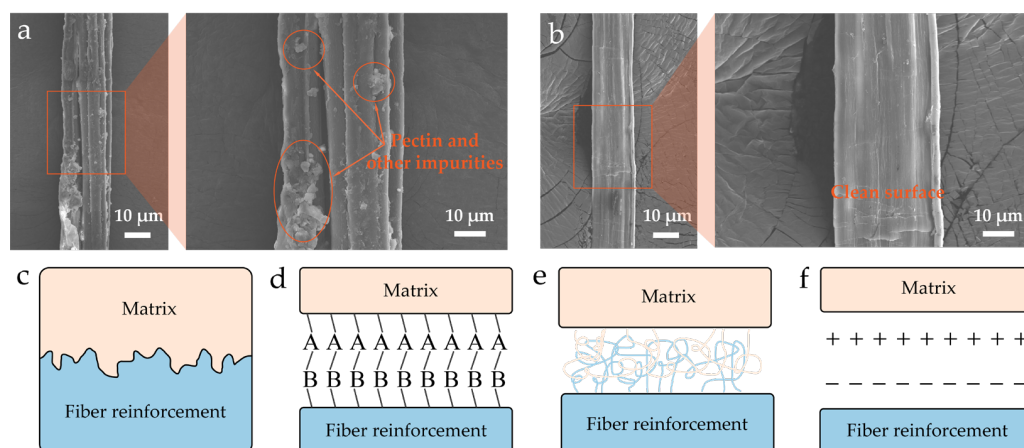 a
Pectin and
other impurities
10 µm
10 µm
b
Clean surface
10 µm
10 µm
c
Matrix
Fiber reinforcement
d
Matrix
A A A A A A A A
B B B B B B B B
Fiber reinforcement
e
Matrix
Fiber reinforcement
f
Matrix
+ + + + + + + + +
− − − − − − − − −
Fiber reinforcement